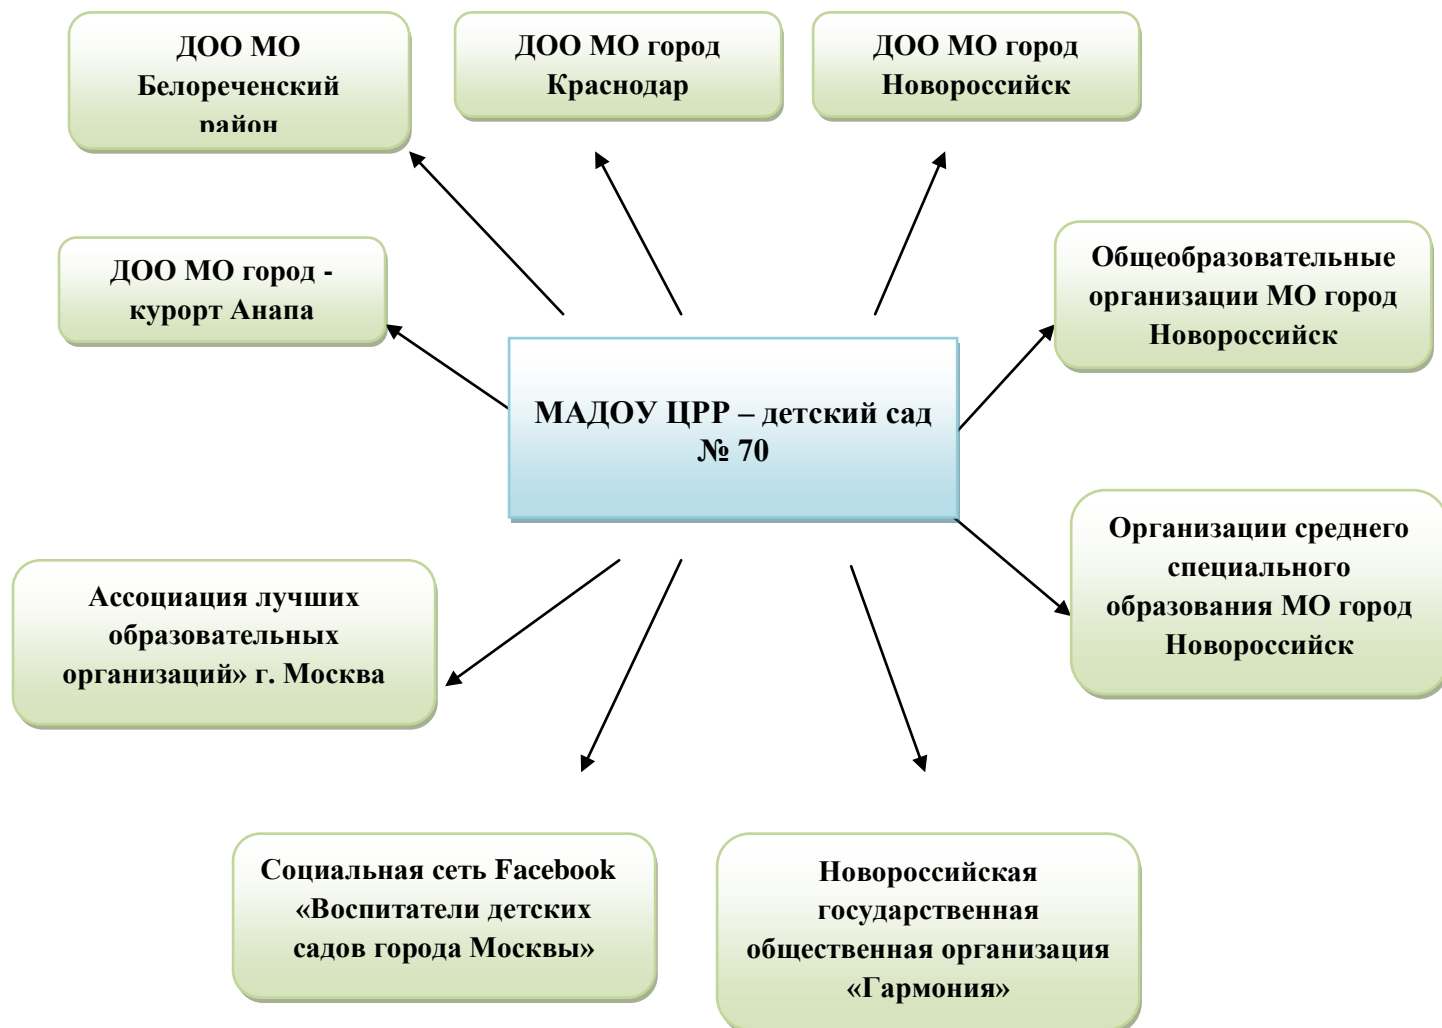 ДОО МО
Белореченский
район
ДОО МО город
Краснодар
ДОО МО город
Новороссийск
ДОО МО город -
курорт Анапа
Общеобразовательные
организации МО город
Новороссийск
МАДОУ ЦРР – детский сад
№ 70
Организации среднего
специального
образования МО город
Новороссийск
Ассоциация лучших
образовательных
организаций» г. Москва
Социальная сеть Facebook
«Воспитатели детских
садов города Москвы»
Новороссийская
государственная
общественная организация
«Гармония»